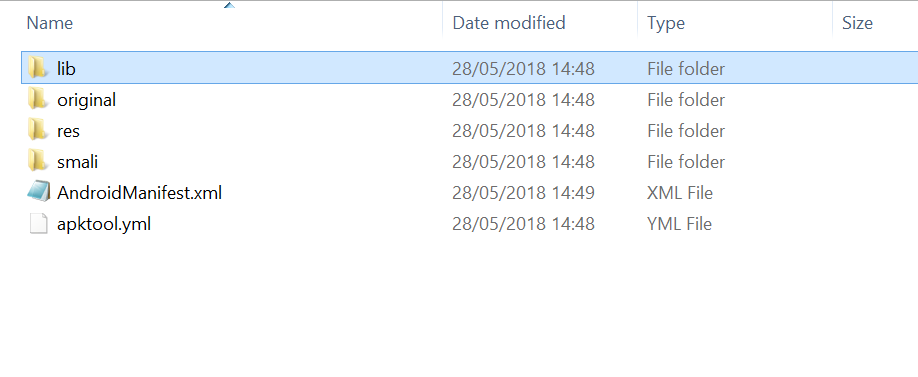 Name Date modified Type Size
lib 28/05/2018 14:48 File folder
original 28/05/2018 14:48 File folder
res 28/05/2018 14:48 File folder
smali 28/05/2018 14:48 File folder
AndroidManifest.xml 28/05/2018 14:49 XML File
apktool.yml 28/05/2018 14:48 YML File